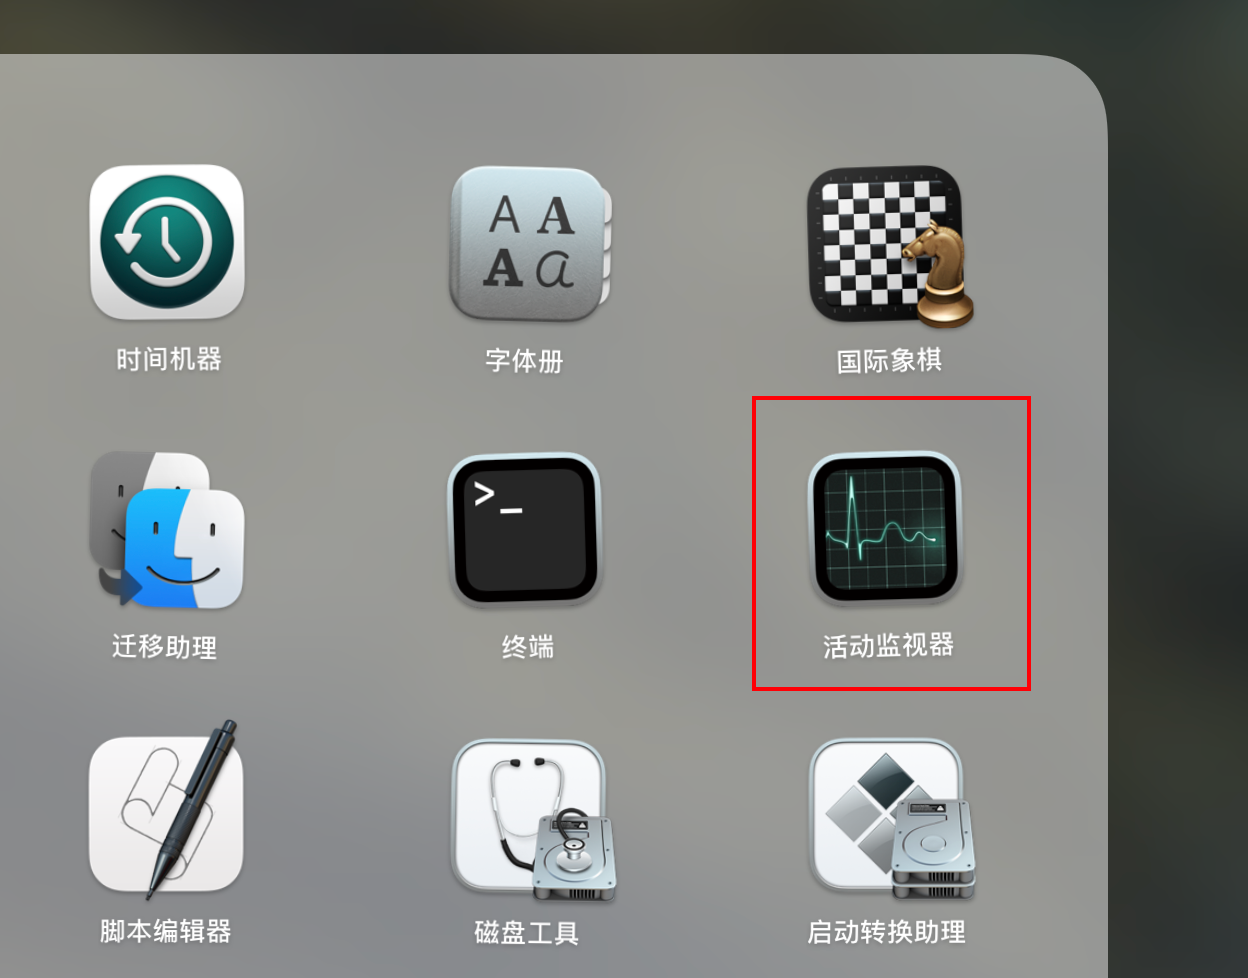 A A
A a
时间机器
字体册
国际象棋
>_
迁移助理
终端
活动监视器
脚本编辑器
磁盘工具
启动转换助理